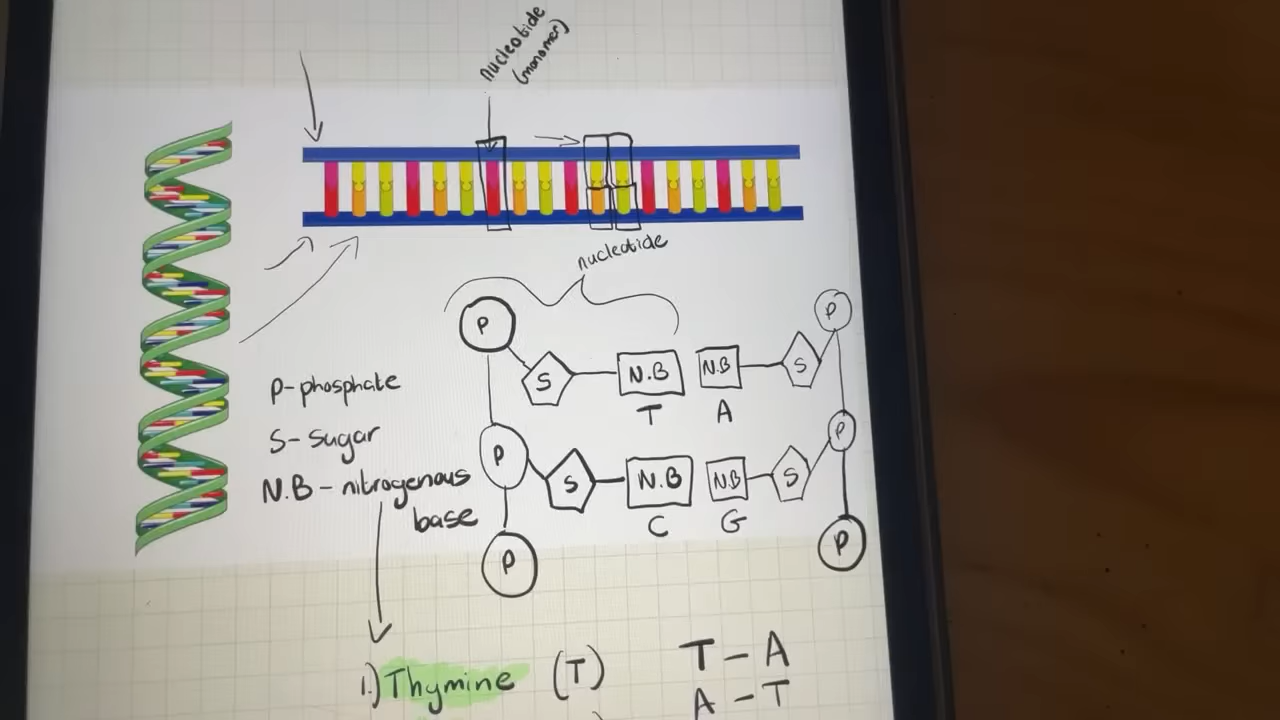 nucleotide
(monomer)
nucleotide
P
P
S
N.B
N.B
S
T
A
P-phosphate
S-sugar
N.B-nitrogenous
base
P
P
S
N.B
N.B
S
C
G
P
P
1.) Thymine (T)
T-A
A-T